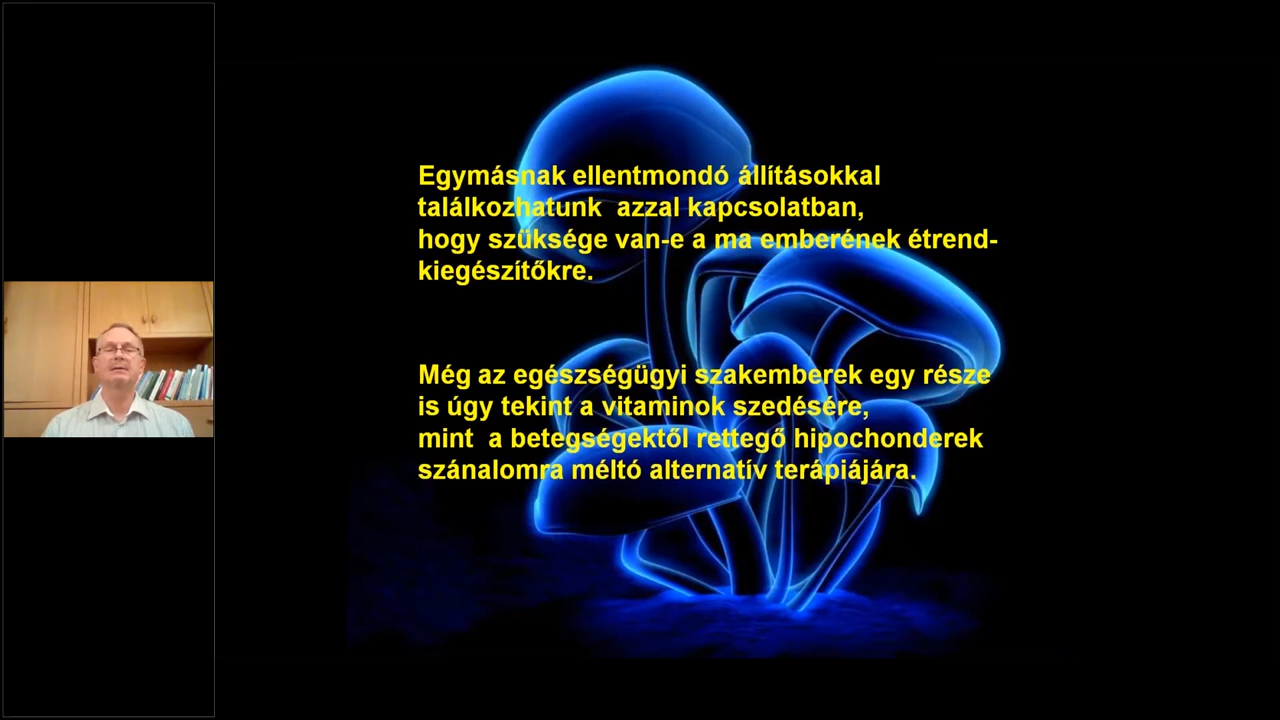 Egymásnak ellentmondó állításokkal
találkozhatunk azzal kapcsolatban,
hogy szüksége van-e a ma emberének étrend-
kiegészítőkre.
Még az egészségügyi szakemberek egy része
is úgy tekint a vitaminok szedésére,
mint a betegségektől rettegő hipochonderek
szánalomra méltó alternatív terápiájára.